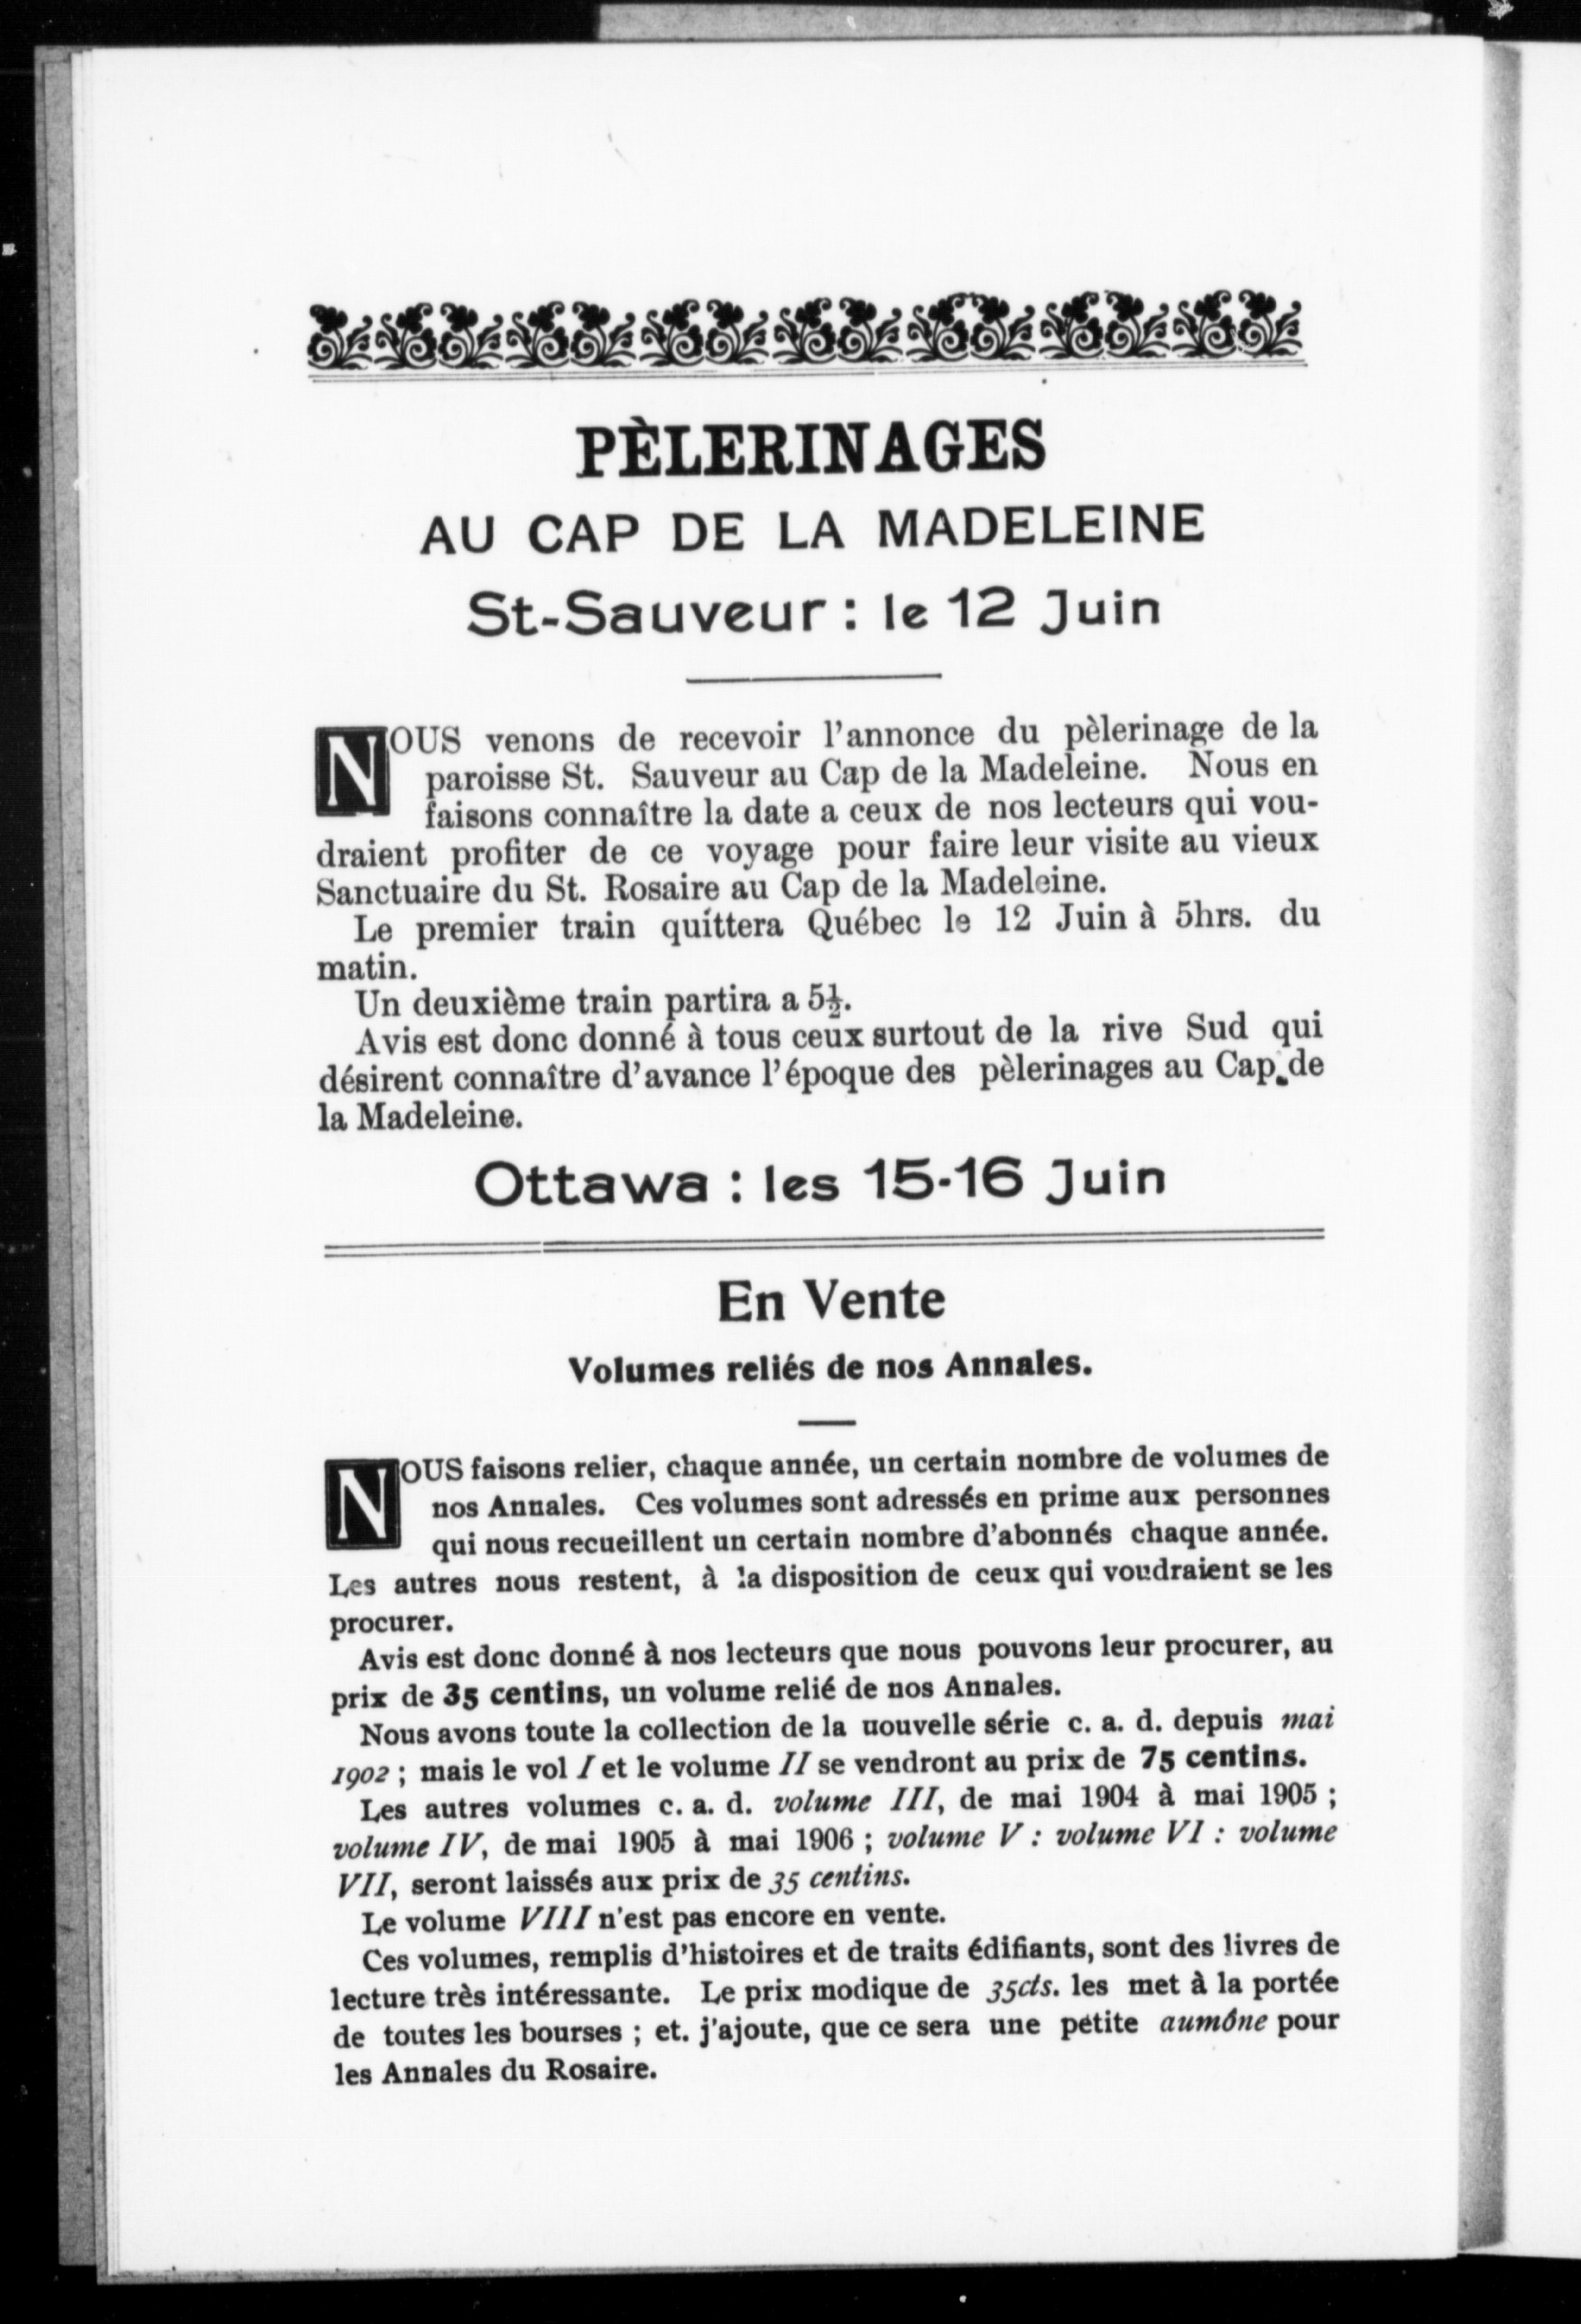 PÈLERINAGES
AU CAP DE LA MADELEINE
St-Sauveur : le 12 Juin
NOUS venons de recevoir l'annonce du pèlerinage de la
paroisse St. Sauveur au Cap de la Madeleine. Nous en
faisons connaître la date a ceux de nos lecteurs qui vou-
draient profiter de ce voyage pour faire leur visite au vieux
Sanctuaire du St. Rosaire au Cap de la Madeleine.
Le premier train quittera Québec le 12 Juin à 5hrs. du
matin.
Un deuxième train partira a 5½.
Avis est donc donné à tous ceux surtout de la rive Sud qui
désirent connaître d'avance l'époque des pèlerinages au Cap de
la Madeleine.
Ottawa : les 15-16 Juin
En Vente
Volumes reliés de nos Annales.
NOUS faisons relier, chaque année, un certain nombre de volumes de
nos Annales. Ces volumes sont adressés en prime aux personnes
qui nous recueillent un certain nombre d'abonnés chaque année.
Les autres nous restent, à la disposition de ceux qui voudraient se les
procurer.
Avis est donc donné à nos lecteurs que nous pouvons leur procurer, au
prix de 35 centins, un volume relié de nos Annales.
Nous avons toute la collection de la nouvelle série c. a. d. depuis mai
1902 ; mais le vol I et le volume II se vendront au prix de 75 centins.
Les autres volumes c. a. d. volume III, de mai 1904 à mai 1905 ;
volume IV, de mai 1905 à mai 1906 ; volume V : volume VI : volume
VII, seront laissés aux prix de 35 centins.
Le volume VIII n'est pas encore en vente.
Ces volumes, remplis d'histoires et de traits édifiants, sont des livres de
lecture très intéressante. Le prix modique de 35cts. les met à la portée
de toutes les bourses ; et. j'ajoute, que ce sera une petite aumône pour
les Annales du Rosaire.